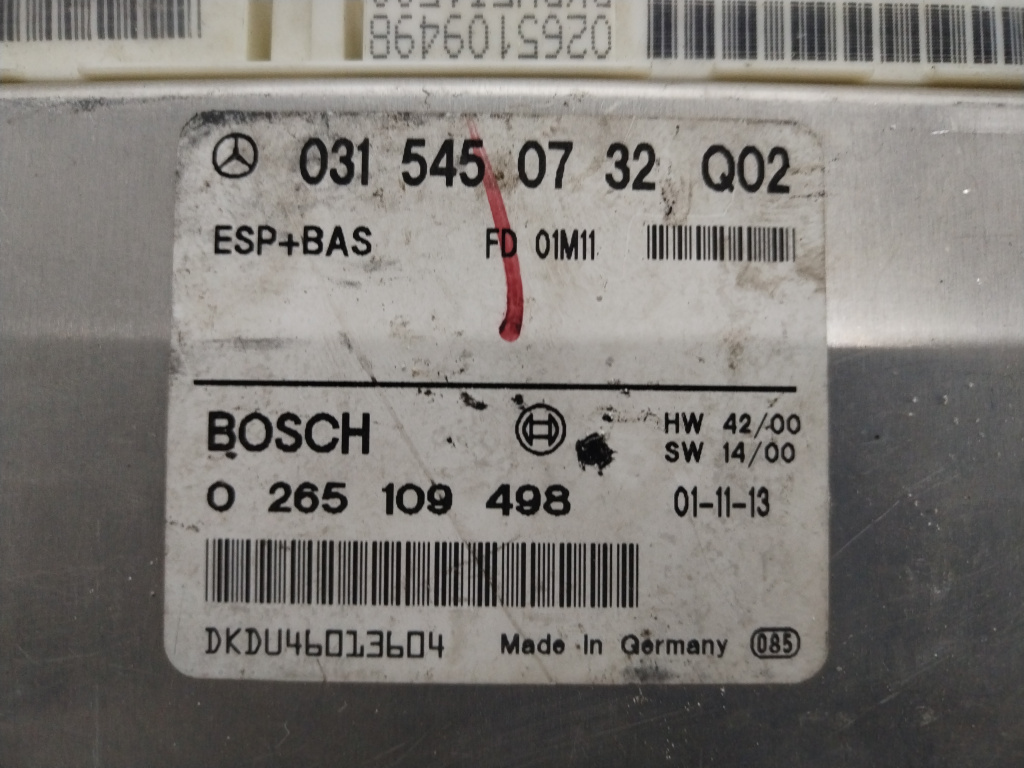 0265109498
031 545 07 32 Q02
ESP+BAS FD 01M11
BOSCH HW 42/00
SW 14/00
0 265 109 498 01-11-13
DKDU46013604 Made in Germany 085